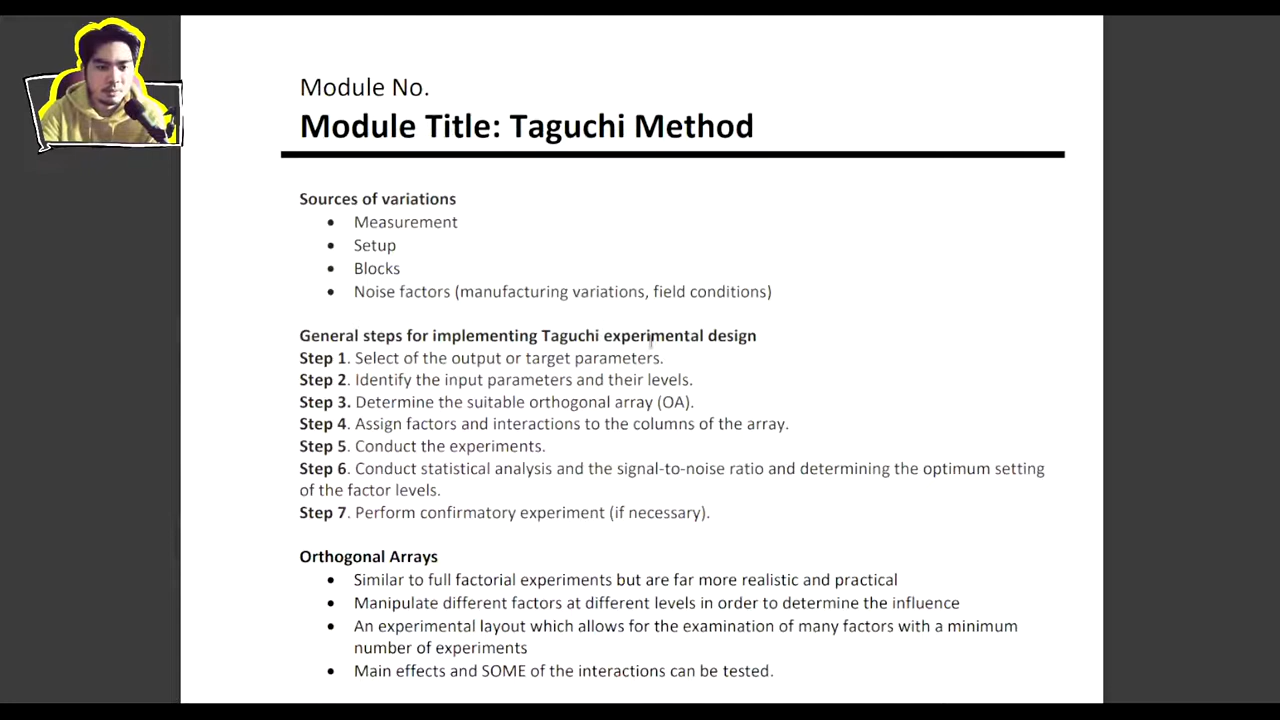 Module No.
Module Title: Taguchi Method
Sources of variations
• Measurement
• Setup
• Blocks
• Noise factors (manufacturing variations, field conditions)
General steps for implementing Taguchi experimental design
Step 1. Select of the output or target parameters.
Step 2. Identify the input parameters and their levels.
Step 3. Determine the suitable orthogonal array (OA).
Step 4. Assign factors and interactions to the columns of the array.
Step 5. Conduct the experiments.
Step 6. Conduct statistical analysis and the signal-to-noise ratio and determining the optimum setting
of the factor levels.
Step 7. Perform confirmatory experiment (if necessary).
Orthogonal Arrays
• Similar to full factorial experiments but are far more realistic and practical
• Manipulate different factors at different levels in order to determine the influence
• An experimental layout which allows for the examination of many factors with a minimum
number of experiments
• Main effects and SOME of the interactions can be tested.